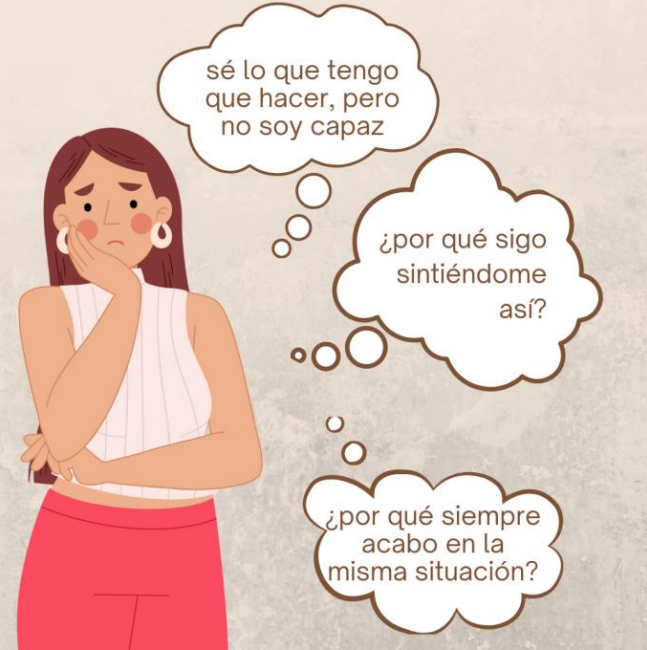 sé lo que tengo
que hacer, pero
no soy capaz
¿por qué sigo
sintiéndome
así?
¿por qué siempre
acabo en la
misma situación?